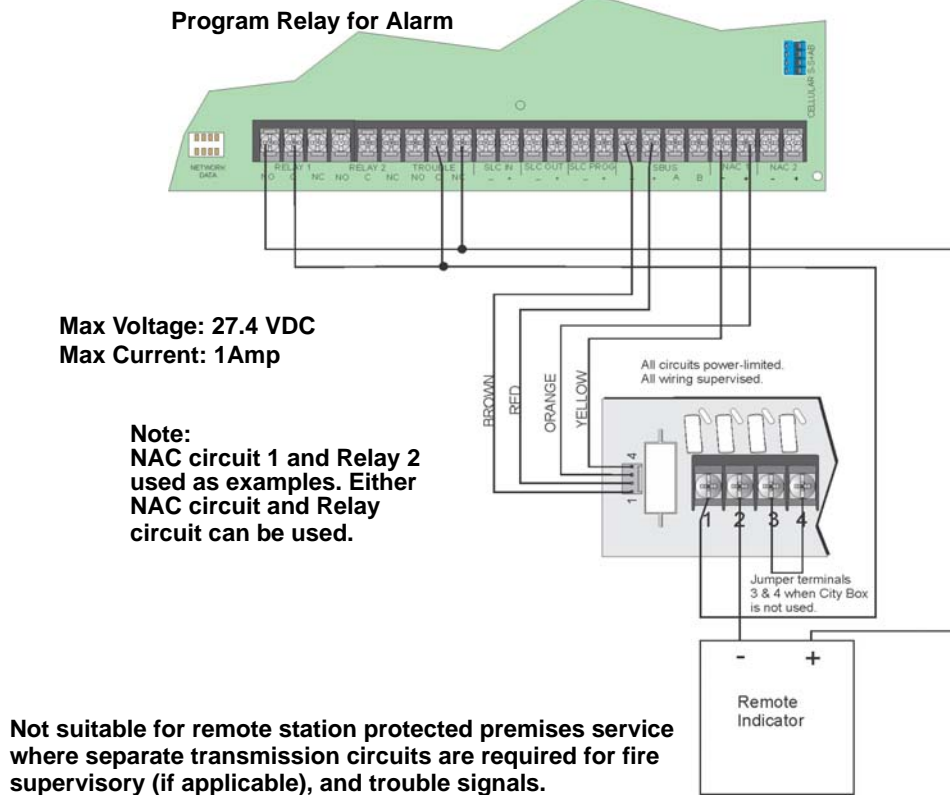 Program Relay for Alarm
CELLULAR S-S+AB
NETWORK
DATA
RELAY 1 RELAY 2 TROUBLE SLC IN SLC OUT SLC PROG SBUS NAC 1 NAC 2
NO C NC NO C NC NO C NC - + - + - + - + A B - + - +
Max Voltage: 27.4 VDC
Max Current: 1Amp
BROWN
RED
ORANGE
YELLOW
All circuits power-limited.
All wiring supervised.
Note:
NAC circuit 1 and Relay 2
used as examples. Either
NAC circuit and Relay
circuit can be used.
4
1
1 2 3 4
Jumper terminals
3 & 4 when City Box
is not used.
- +
Remote
Indicator
Not suitable for remote station protected premises service
where separate transmission circuits are required for fire
supervisory (if applicable), and trouble signals.